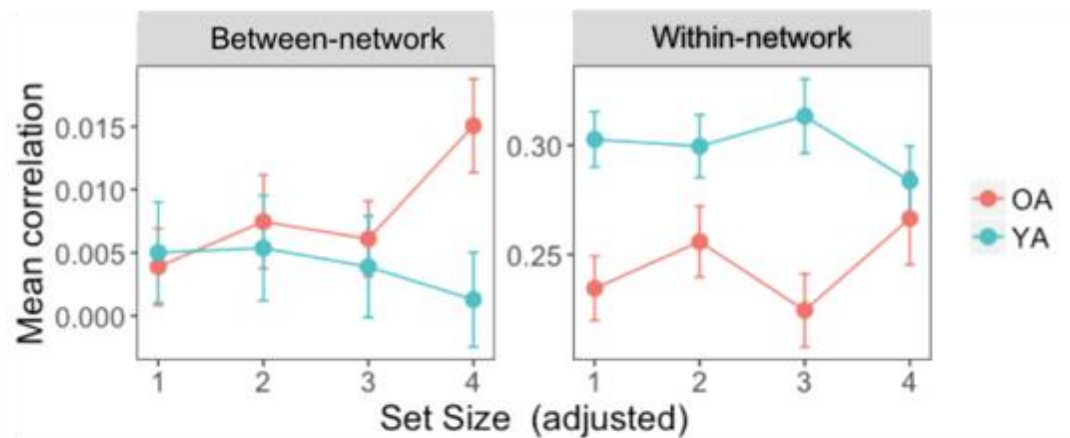 Between-network
Within-network
Mean correlation
0.015
0.010
0.005
0.000
0.30
0.25
1 2 3 4
1 2 3 4
Set Size (adjusted)
OA
YA